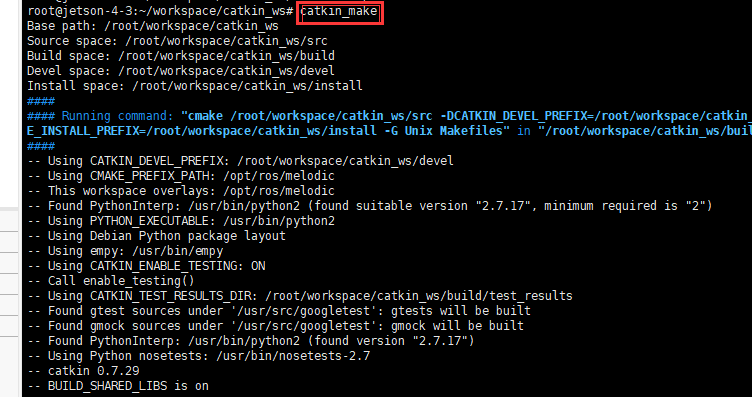 root@jetson-4-3:~/workspace/catkin_ws# catkin_make
Base path: /root/workspace/catkin_ws
Source space: /root/workspace/catkin_ws/src
Build space: /root/workspace/catkin_ws/build
Devel space: /root/workspace/catkin_ws/devel
Install space: /root/workspace/catkin_ws/install
####
#### Running command: "cmake /root/workspace/catkin_ws/src -DCATKIN_DEVEL_PREFIX=/root/workspace/catkin_ws/devel
E_INSTALL_PREFIX=/root/workspace/catkin_ws/install -G Unix Makefiles" in "/root/workspace/catkin_ws/buil
####
-- Using CATKIN_DEVEL_PREFIX: /root/workspace/catkin_ws/devel
-- Using CMAKE_PREFIX_PATH: /opt/ros/melodic
-- This workspace overlays: /opt/ros/melodic
-- Found PythonInterp: /usr/bin/python2 (found suitable version "2.7.17", minimum required is "2")
-- Using PYTHON_EXECUTABLE: /usr/bin/python2
-- Using Debian Python package layout
-- Using empy: /usr/bin/empy
-- Using CATKIN_ENABLE_TESTING: ON
-- Call enable_testing()
-- Using CATKIN_TEST_RESULTS_DIR: /root/workspace/catkin_ws/build/test_results
-- Found gtest sources under '/usr/src/googletest': gtests will be built
-- Found gmock sources under '/usr/src/googletest': gmock will be built
-- Found PythonInterp: /usr/bin/python2 (found version "2.7.17")
-- Using Python nosetests: /usr/bin/nosetests-2.7
-- catkin 0.7.29
-- BUILD_SHARED_LIBS is on